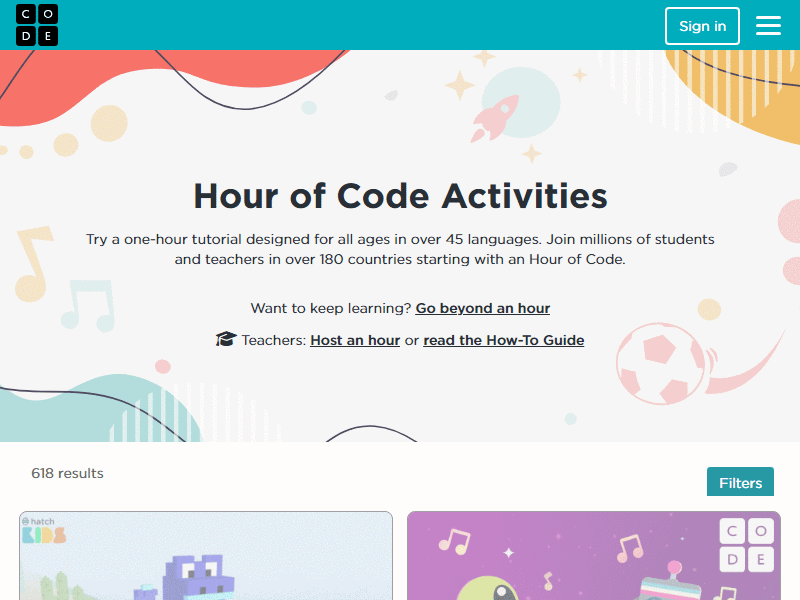 C O
D E
Sign in
Hour of Code Activities
Try a one-hour tutorial designed for all ages in over 45 languages. Join millions of students
and teachers in over 180 countries starting with an Hour of Code.
Want to keep learning? Go beyond an hour
Teachers: Host an hour or read the How-To Guide
618 results
Filters
hatch
KIDS
C O
D E